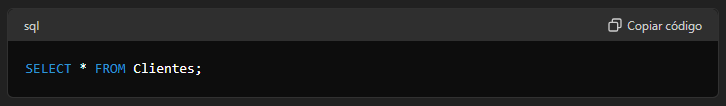 sql
Copiar código
SELECT * FROM Clientes;